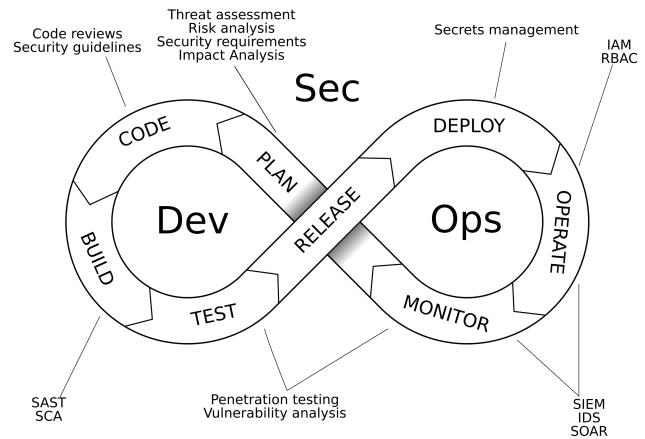 Threat assessment
Risk analysis
Security requirements
Impact Analysis
Code reviews
Security guidelines
Secrets management
IAM
RBAC
Sec
CODE
PLAN
DEPLOY
Dev
RELEASE
Ops
OPERATE
BUILD
TEST
MONITOR
SAST
SCA
Penetration testing
Vulnerability analysis
SIEM
IDS
SOAR